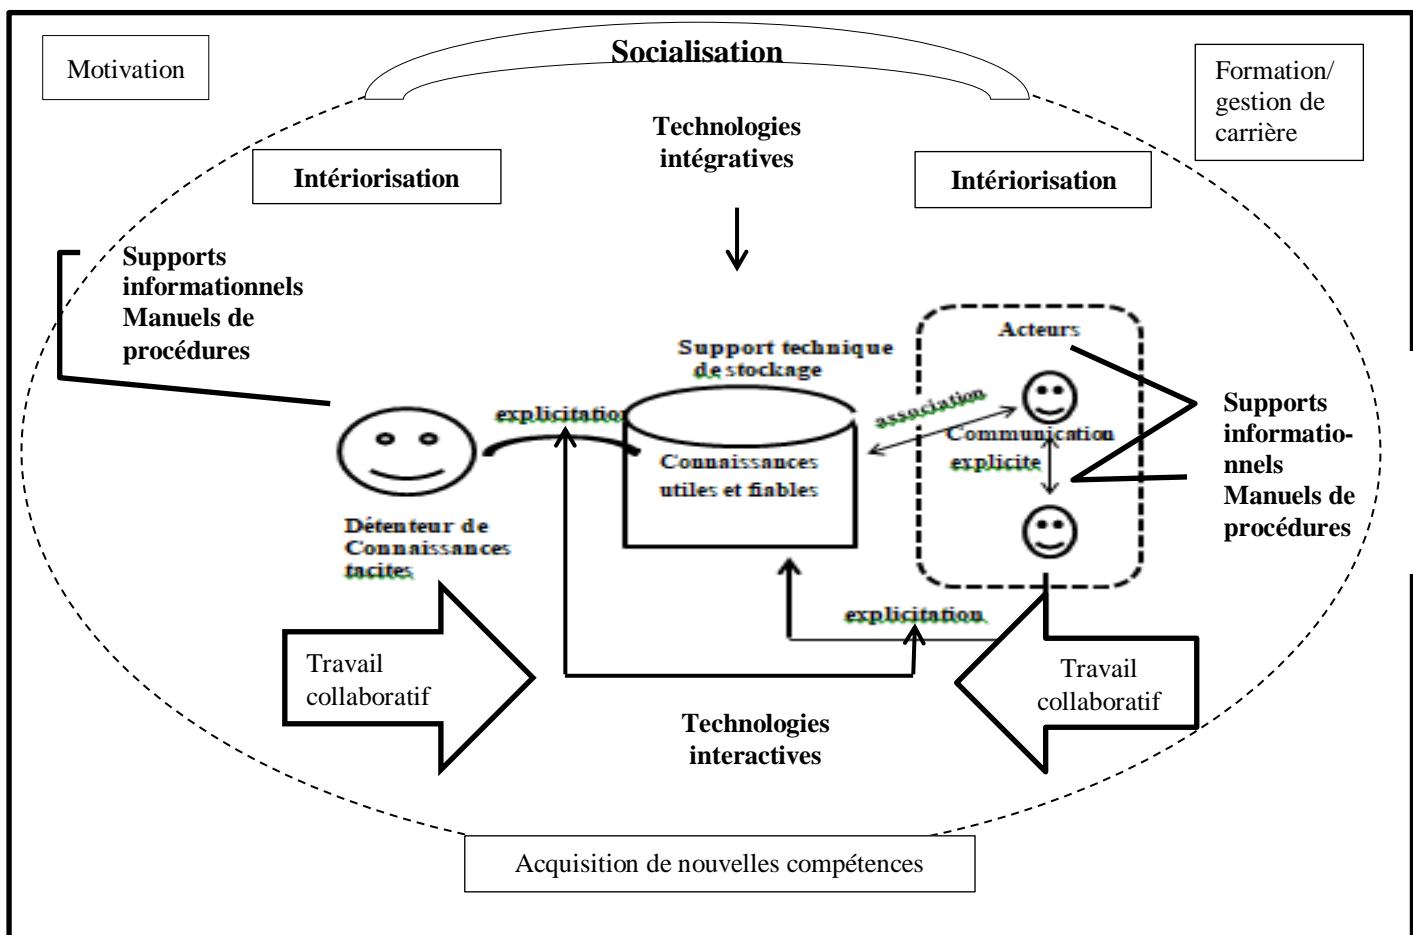 Socialisation
Motivation
Formation/
gestion de
carrière
Technologies
intégratives
Intériorisation
Intériorisation
Supports
informationnels
Manuels de
procédures
Acteurs
Support technique
de stockage
explicitation
association
Communication
explicite
Connaissances
utiles et fiables
Supports
informatio-
nnels
Manuels de
procédures
Détenteur de
Connaissances
tacites
explicitation
Travail
collaboratif
Travail
collaboratif
Technologies
interactives
Acquisition de nouvelles compétences